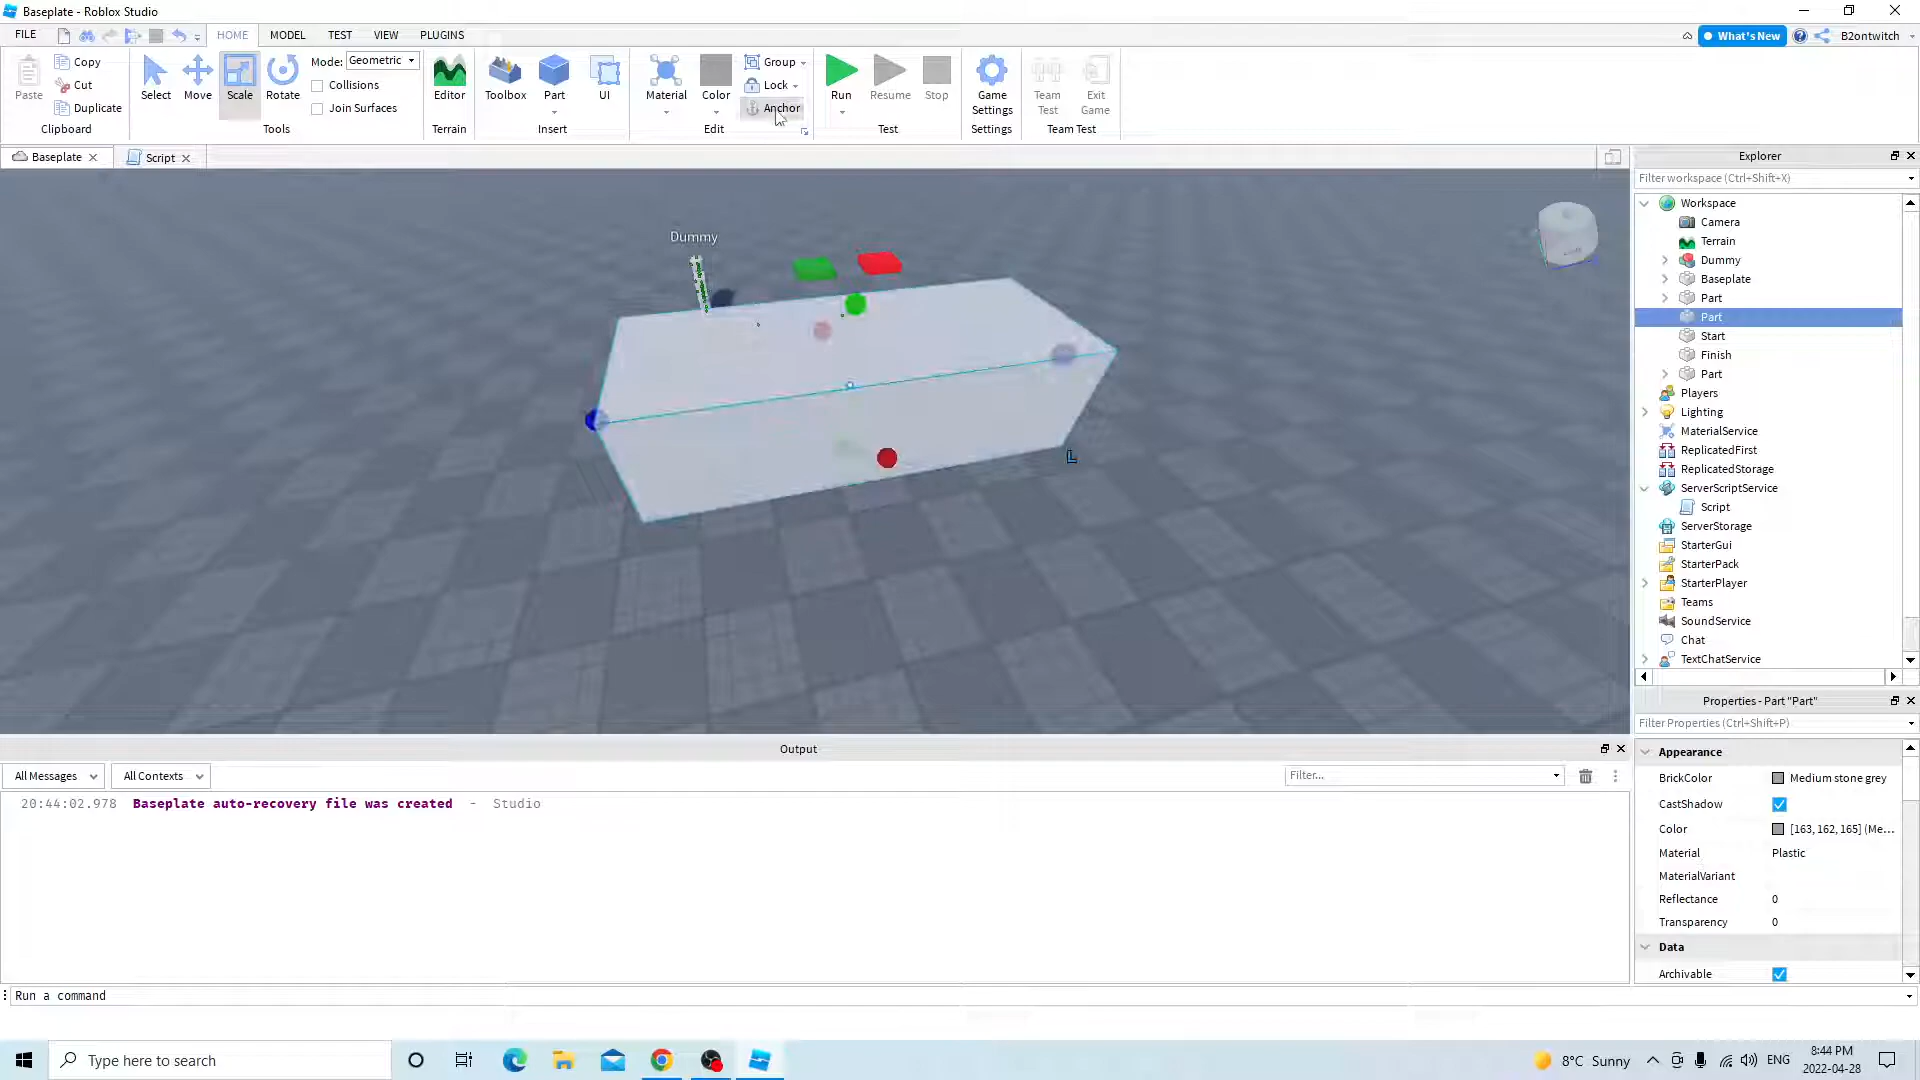 Baseplate - Roblox Studio
FILE HOME MODEL TEST VIEW PLUGINS What's New B2ontwitch
Paste Copy Cut Duplicate Clipboard
Select Move Scale Rotate Mode: Geometric Collisions Join Surfaces Tools
Editor Terrain
Toolbox Part UI Insert
Material Color Group Lock Anchor Edit
Run Resume Stop Test
Game Settings Settings
Team Test Exit Game Team Test
Baseplate Script
Dummy
Explorer
Filter workspace (Ctrl+Shift+X)
Workspace
Camera
Terrain
Dummy
Baseplate
Part
Part
Start
Finish
Part
Players
Lighting
MaterialService
ReplicatedFirst
ReplicatedStorage
ServerScriptService
Script
ServerStorage
StarterGui
StarterPack
StarterPlayer
Teams
SoundService
Chat
TextChatService
Properties - Part "Part"
Filter Properties (Ctrl+Shift+P)
Appearance
BrickColor Medium stone grey
CastShadow
Color [163, 162, 165] (Me...
Material Plastic
MaterialVariant
Reflectance 0
Transparency 0
Data
Archivable
Output
All Messages All Contexts Filter...
20:44:02.978 Baseplate auto-recovery file was created - Studio
Run a command
Type here to search
8°C Sunny ENG 8:44 PM
2022-04-28